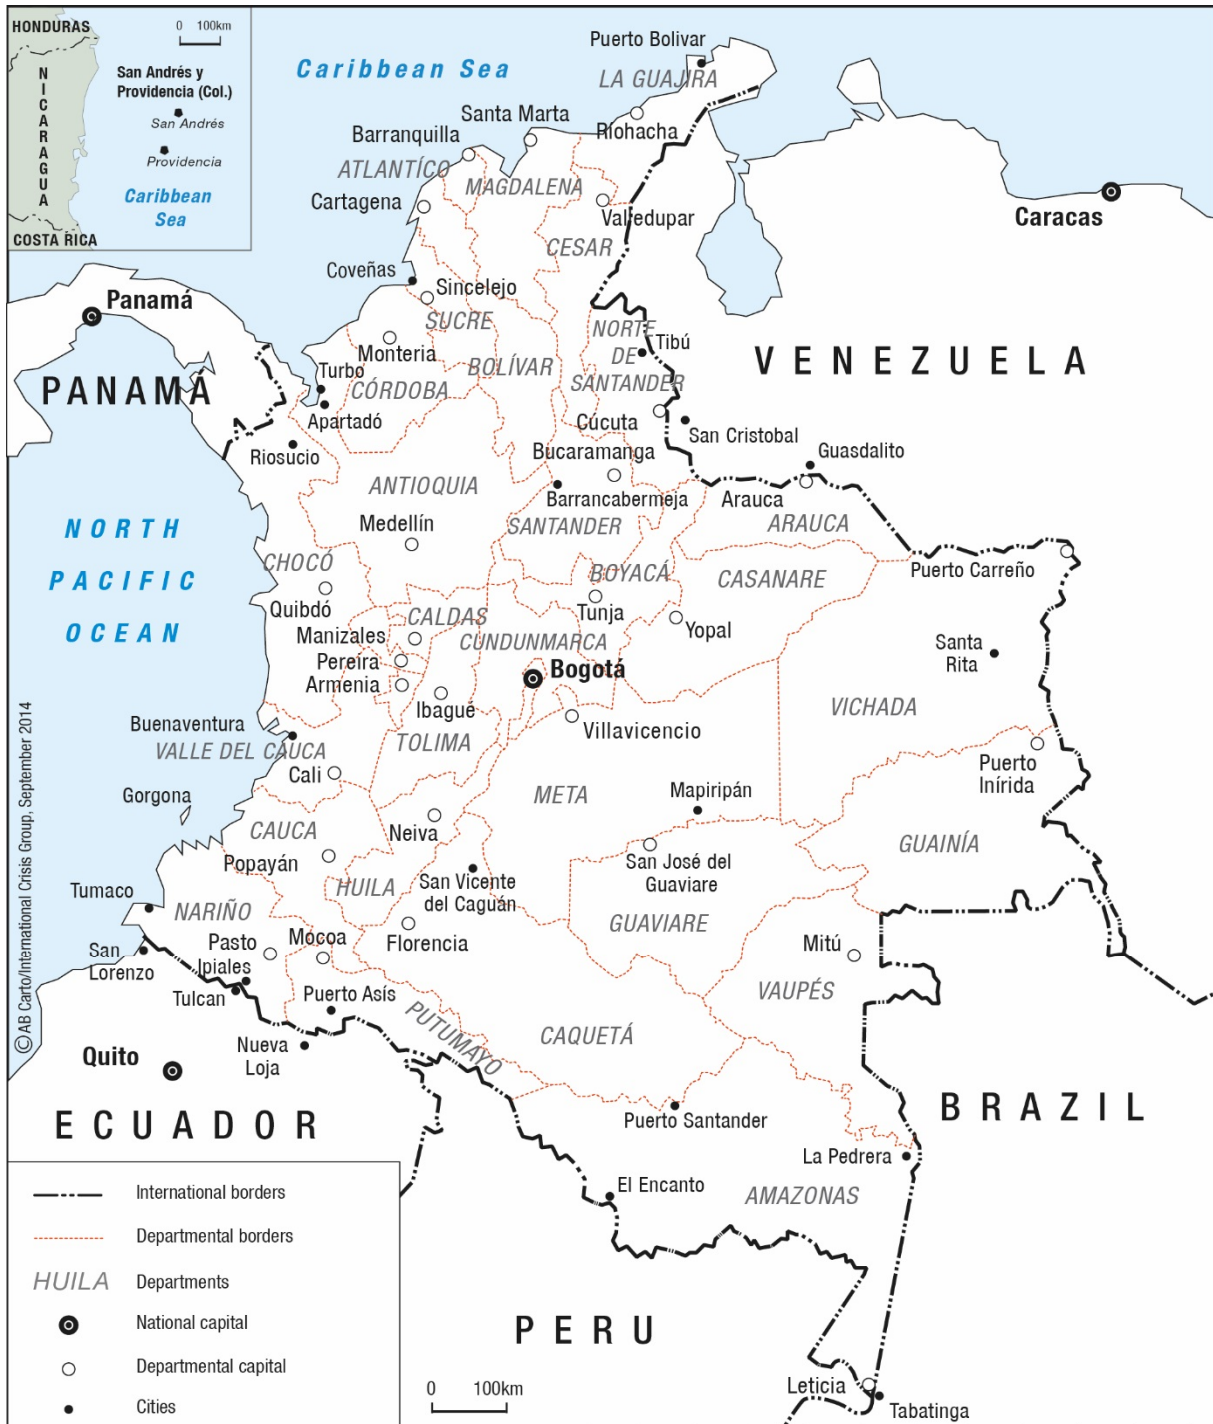 HONDURAS
0 100km
NICARAGUA
San Andrés y
Providencia (Col.)
San Andrés
Providencia
Caribbean
Sea
COSTA RICA
Caribbean Sea
Puerto Bolivar
LA GUAJIRA
Santa Marta
Ríohacha
Barranquilla
ATLANTÍCO
MAGDALENA
Cartagena
Valledupar
Caracas
CESAR
Coveñas
Sincelejo
Panamá
SUCRE
NORTE
DE
SANTANDER
Tibú
VENEZUELA
Monteria
BOLÍVAR
Turbo
PANAMÁ
CÓRDOBA
Apartadó
Cúcuta
San Cristobal
Riosucio
Bucaramanga
Guasdalito
ANTIOQUIA
Barrancabermeja
Arauca
NORTH
PACIFIC
OCEAN
Medellín
SANTANDER
ARAUCA
CHOCÓ
BOYACÁ
CASANARE
Puerto Carreño
Quibdó
CALDAS
Tunja
Manizales
CUNDUNMARCA
Yopal
Santa
Rita
Pereira
Bogotá
Armenia
Ibagué
VICHADA
Buenaventura
Villavicencio
VALLE DEL CAUCA
TOLIMA
Cali
Puerto
Inírida
Gorgona
META
Mapiripán
CAUCA
Neiva
GUAINÍA
Popayán
San José del
Guaviare
HUILA
San Vicente
del Caguán
Tumaco
NARIÑO
GUAVIARE
Pasto
Mocoa
Florencia
Mitú
San
Lorenzo
Ipiales
Tulcan
Puerto Asís
VAUPÉS
PUTUMAYO
CAQUETÁ
Quito
Nueva
Loja
ECUADOR
Puerto Santander
BRAZIL
La Pedrera
El Encanto
AMAZONAS
PERU
Leticia
Tabatinga
International borders
Departmental borders
HUILA Departments
National capital
Departmental capital
Cities
0 100km
©AB Carto/International Crisis Group, September 2014